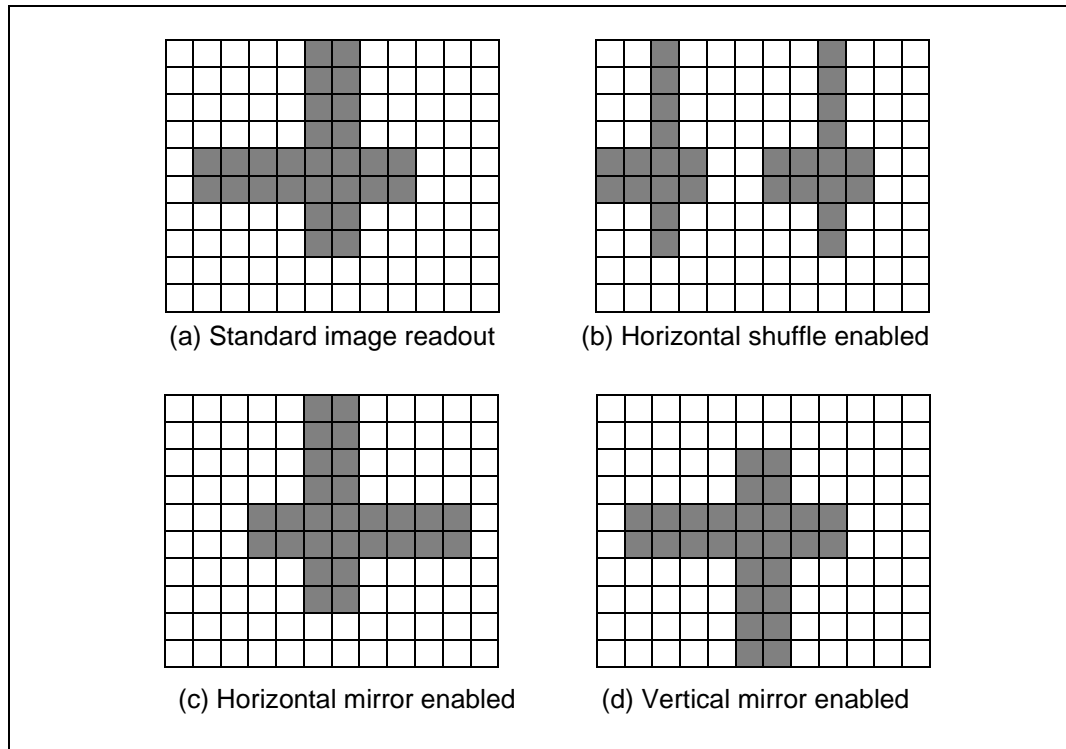 (a) Standard image readout
(b) Horizontal shuffle enabled
(c) Horizontal mirror enabled
(d) Vertical mirror enabled